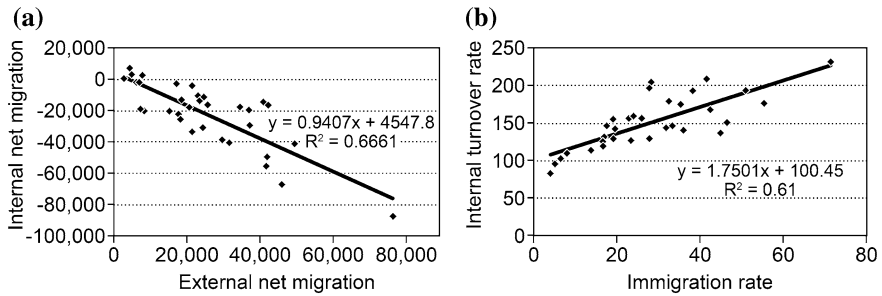 (a)
Internal net migration
20,000
0
-20,000
-40,000
-60,000
-80,000
-100,000
y = 0.9407x + 4547.8
R² = 0.6661
0 20,000 40,000 60,000 80,000
External net migration
(b)
Internal turnover rate
250
200
150
100
50
0
y = 1.7501x + 100.45
R² = 0.61
0 20 40 60 80
Immigration rate